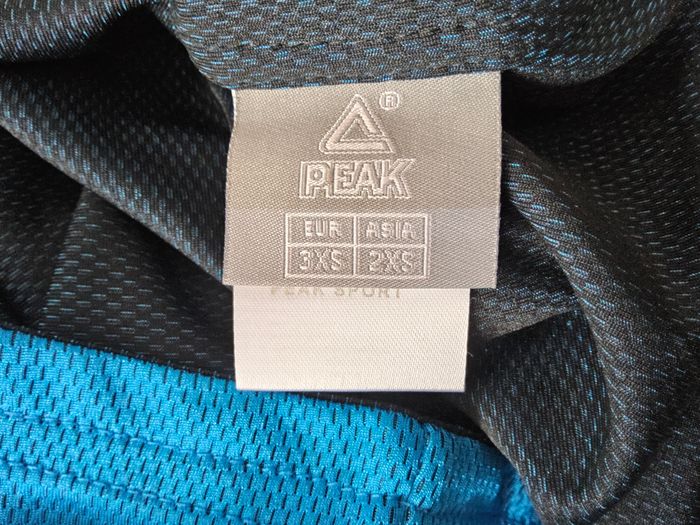 ®
PEAK
EUR ASIA
3XS 2XS
PEAK SPORT